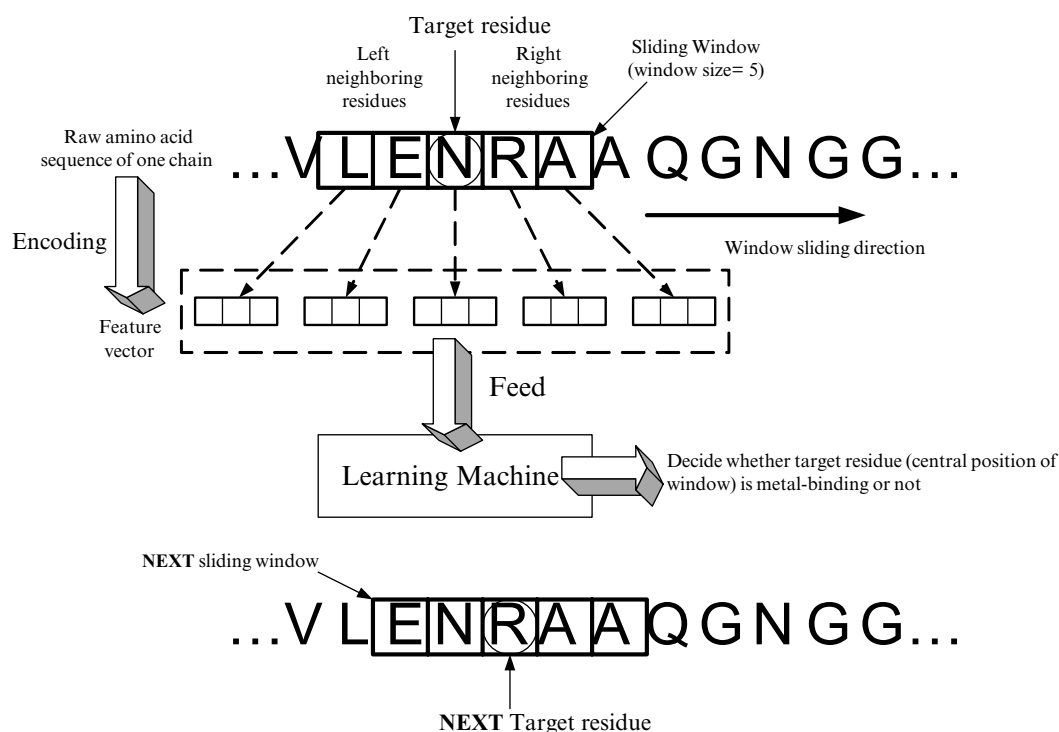 Target residue
Left
neighboring
residues
Right
neighboring
residues
Sliding Window
(window size= 5)
Raw amino acid
sequence of one chain
...VLENRAAQGNGG...
Encoding
Window sliding direction
Feature
vector
Feed
Learning Machine
Decide whether target residue (central position of
window) is metal-binding or not
NEXT sliding window
...VLENRAAQGNGG...
NEXT Target residue